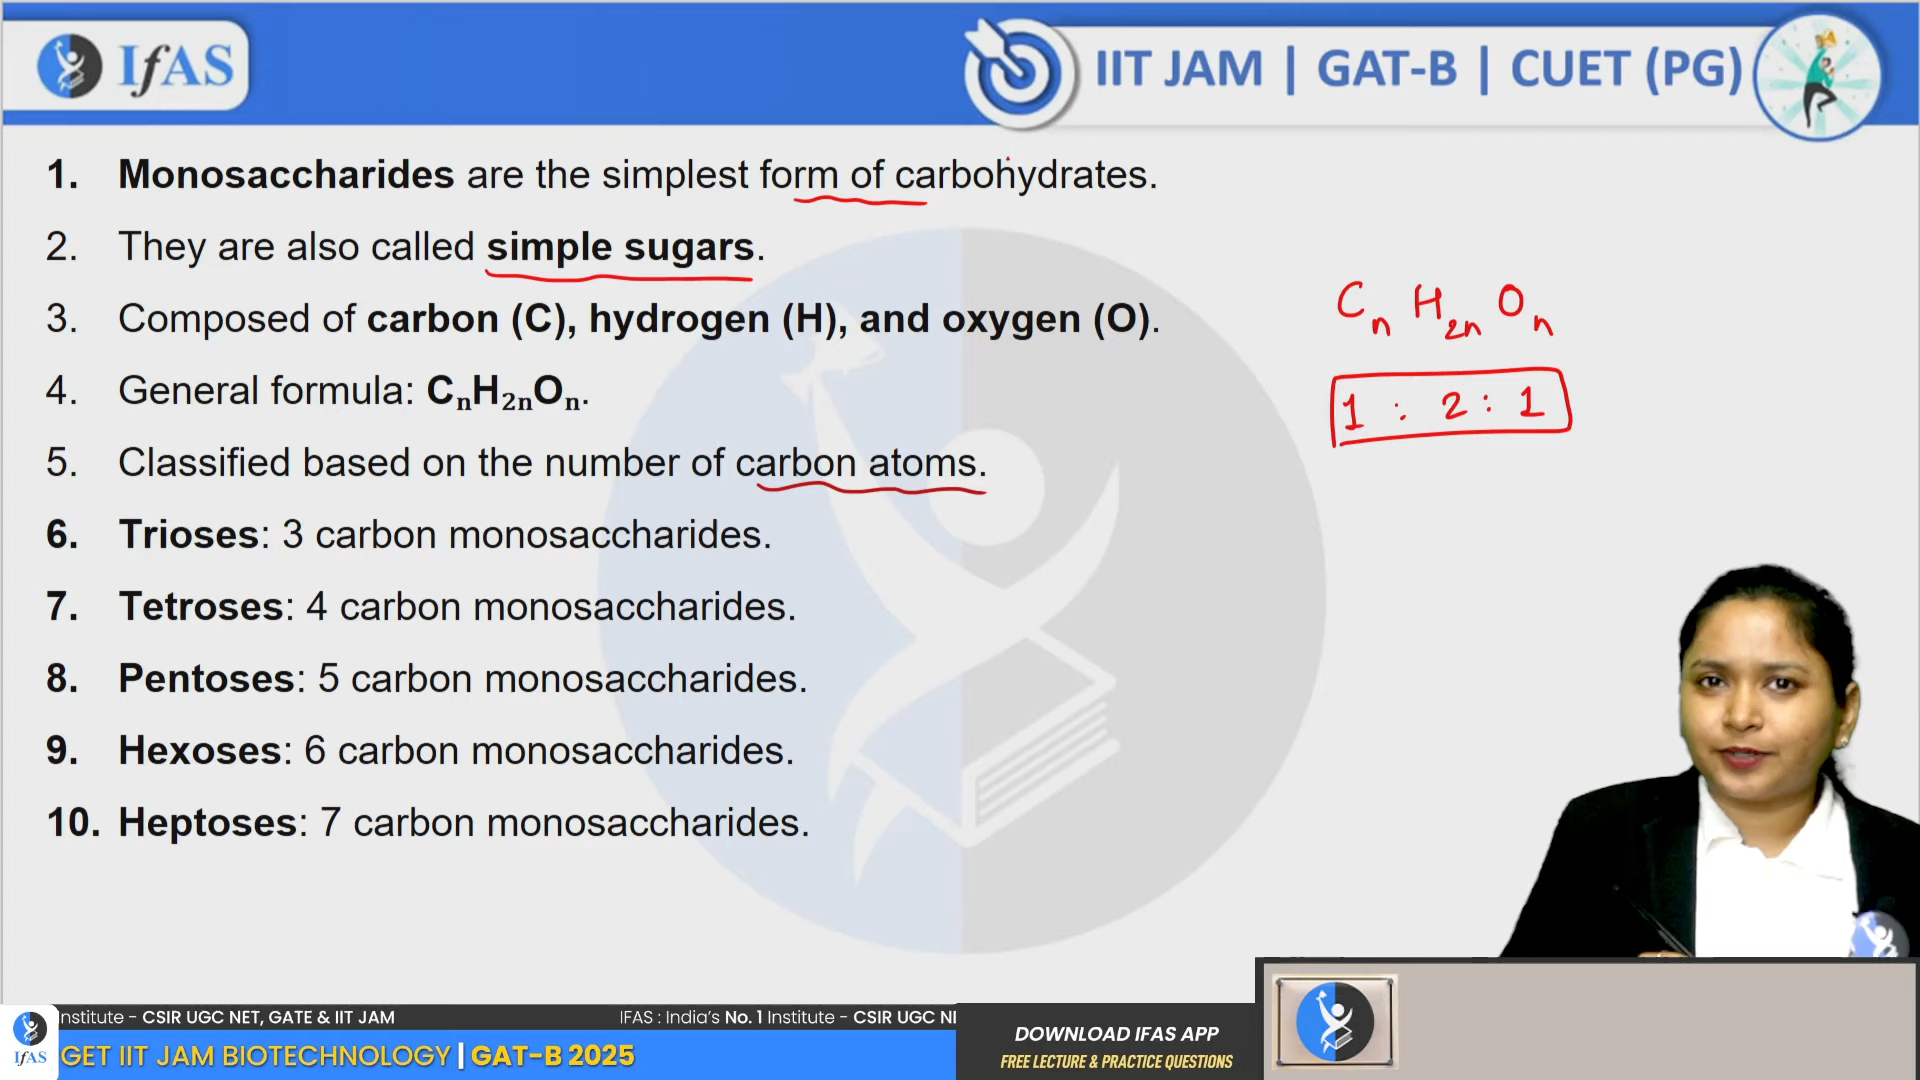 IfAS
IIT JAM | GAT-B | CUET (PG)
1. Monosaccharides are the simplest form of carbohydrates.
2. They are also called simple sugars.
3. Composed of carbon (C), hydrogen (H), and oxygen (O).
4. General formula: CₙH₂ₙOₙ.
5. Classified based on the number of carbon atoms.
6. Trioses: 3 carbon monosaccharides.
7. Tetroses: 4 carbon monosaccharides.
8. Pentoses: 5 carbon monosaccharides.
9. Hexoses: 6 carbon monosaccharides.
10. Heptoses: 7 carbon monosaccharides.
Cₙ H₂ₙ Oₙ
1 : 2 : 1
nstitute - CSIR UGC NET, GATE & IIT JAM
IFAS : India's No. 1 Institute - CSIR UGC NE
IfAS
GET IIT JAM BIOTECHNOLOGY | GAT-B 2025
DOWNLOAD IFAS APP
FREE LECTURE & PRACTICE QUESTIONS